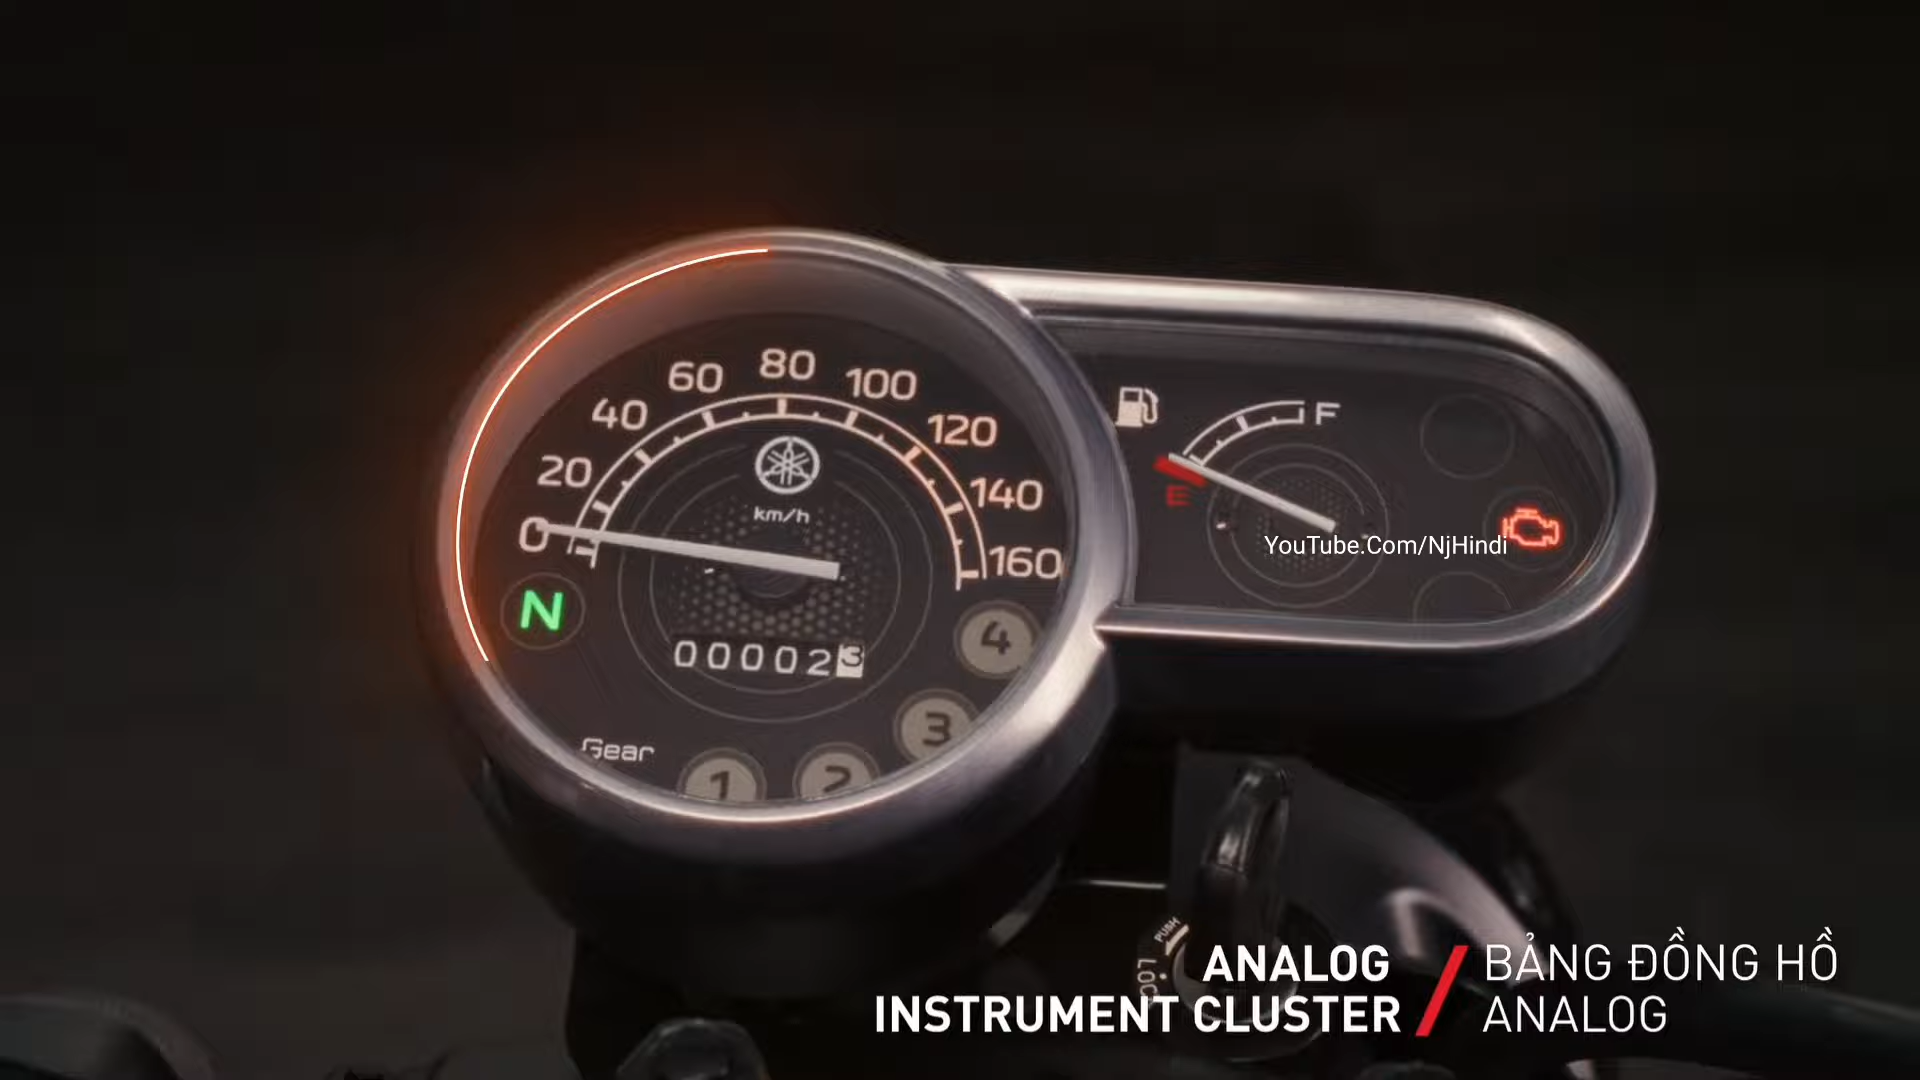 80
60
100
40
120
F
20
140
E
km/h
0
160
YouTube.Com/NjHindi
N
4
000023
3
Gear
1
2
PUSH
ANALOG
INSTRUMENT CLUSTER
BẢNG ĐỒNG HỒ
ANALOG